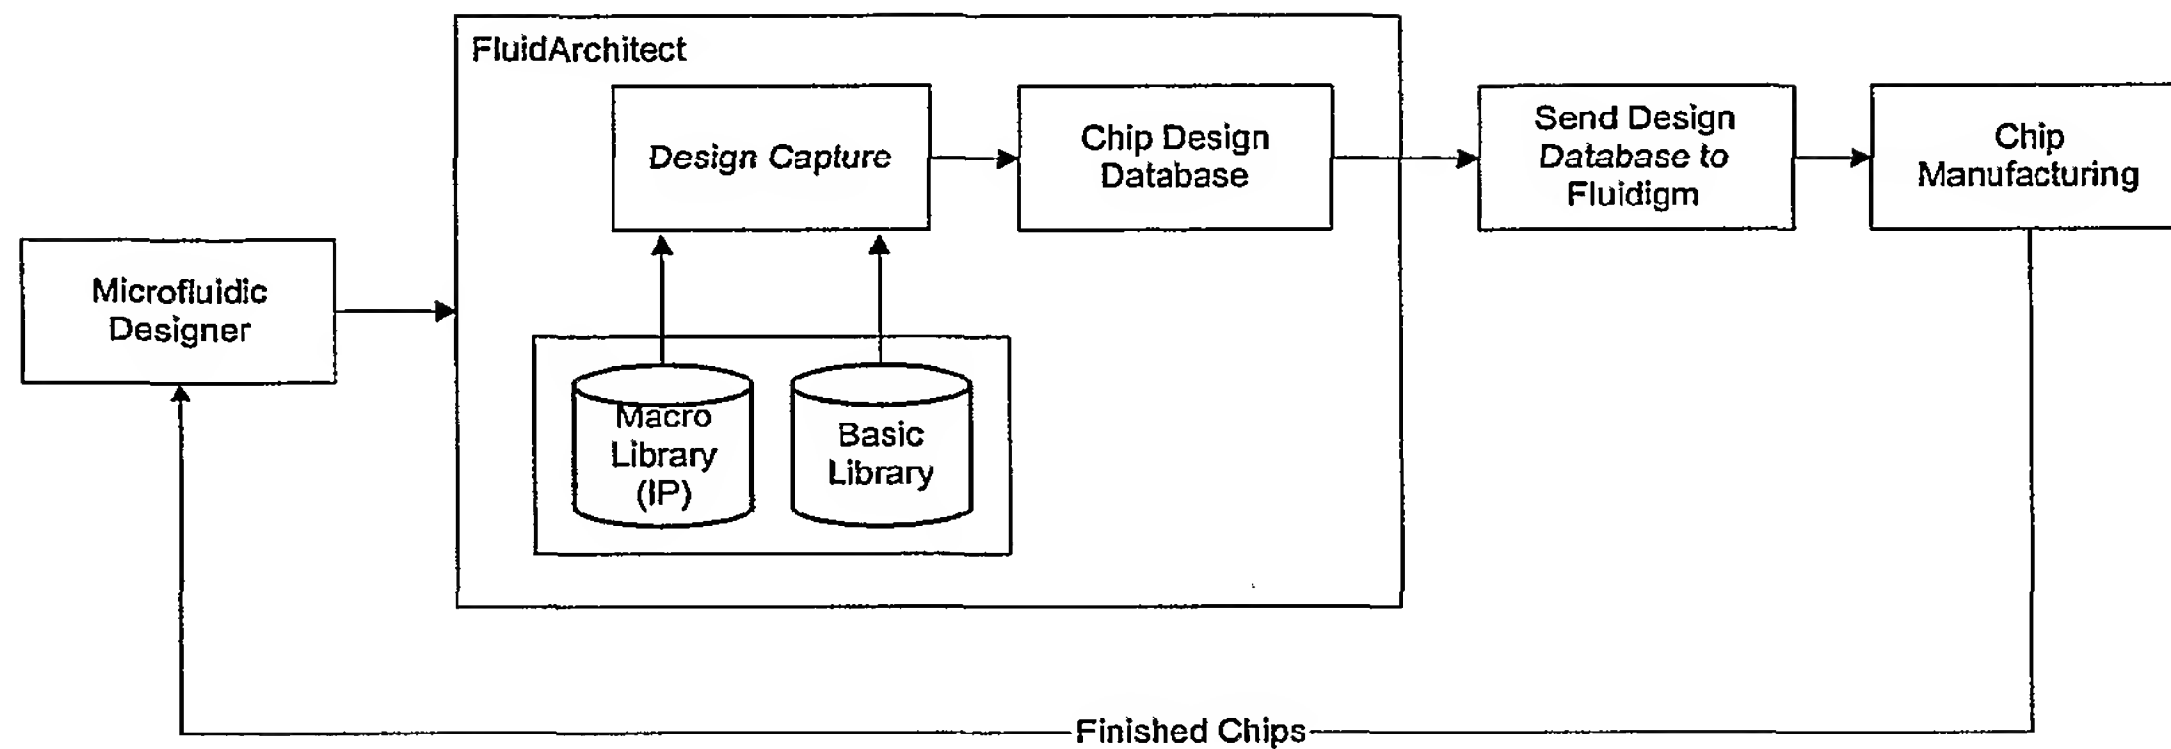 FluidArchitect
Design Capture
Chip Design
Database
Send Design
Database to
Fluidigm
Chip
Manufacturing
Microfluidic
Designer
Macro
Library
(IP)
Basic
Library
Finished Chips